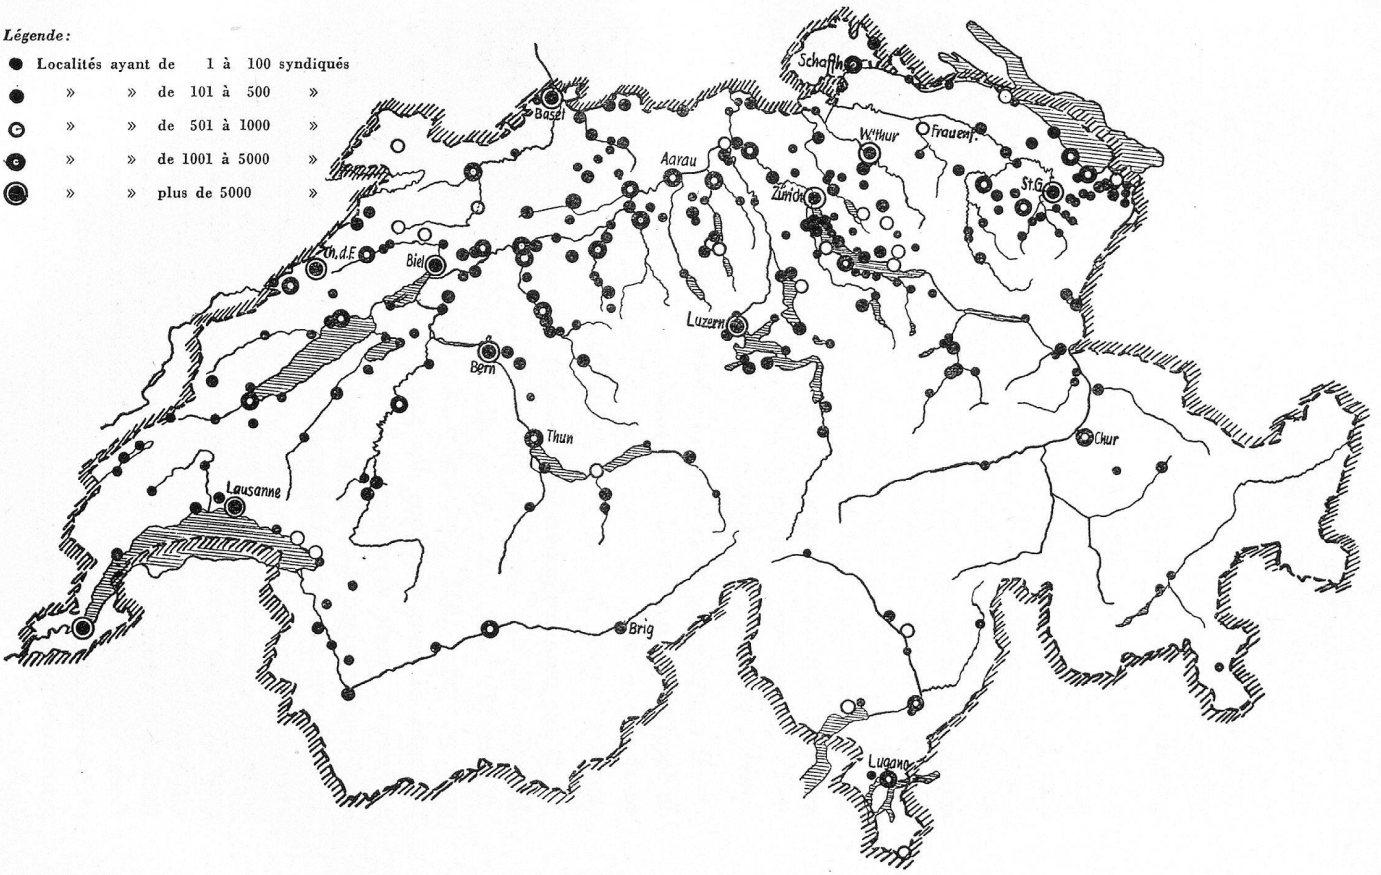 Légende:
Localités ayant de 1 à 100 syndiqués
» » de 101 à 500 »
» » de 501 à 1000 »
» » de 1001 à 5000 »
» » plus de 5000 »
Schaffh.
Basel
W'thur
Frauenf.
Aarau
Zürich
St.G.
Ch.d.F.
Biel
Luzern
Bern
Thun
Chur
Lausanne
Brig
Lugano